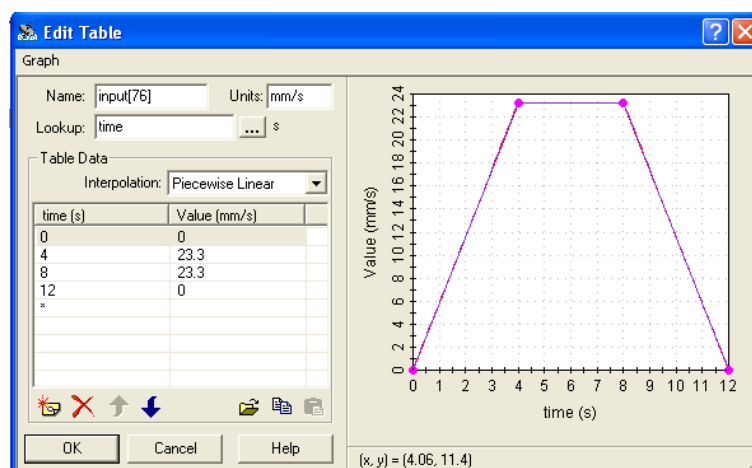 Edit Table
Graph
Name: input[76] Units: mm/s
Lookup: time ... s
Table Data
Interpolation: Piecewise Linear
time (s) Value (mm/s)
0 0
4 23.3
8 23.3
12 0
*
OK Cancel Help
Value (mm/s)
24
22
20
18
16
14
12
10
8
6
4
2
0
0 1 2 3 4 5 6 7 8 9 10 11 12
time (s)
(x, y) = (4.06, 11.4)